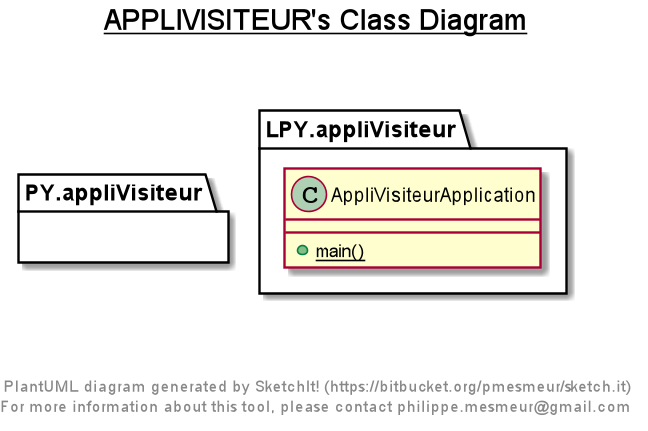 APPLIVISITEUR's Class Diagram
LPY.appliVisiteur
PY.appliVisiteur
C AppliVisiteurApplication
main()
PlantUML diagram generated by SketchIt! (https://bitbucket.org/pmesmeur/sketch.it)
For more information about this tool, please contact philippe.mesmeur@gmail.com